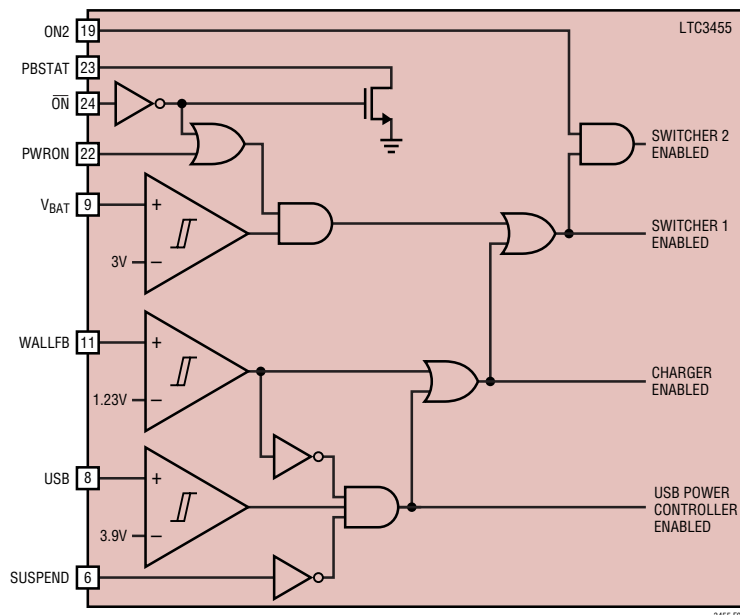 ON2 19 LTC3455
PBSTAT 23
ON 24
PWRON 22
SWITCHER 2
ENABLED
VBAT 9 +
SWITCHER 1
ENABLED
3V –
WALLFB 11 +
CHARGER
ENABLED
1.23V –
USB 8 +
USB POWER
CONTROLLER
ENABLED
3.9V –
SUSPEND 6